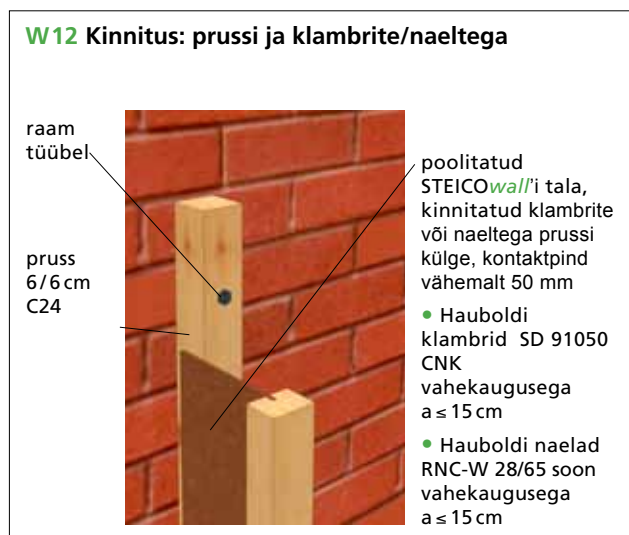 W12 Kinnitus: prussi ja klambrite/naeltega
raam
tüübel
pruss
6/6 cm
C24
poolitatud
STEICOwall'i tala,
kinnitatud klambrite
või naeltega prussi
külge, kontaktpind
vähemalt 50 mm
• Hauboldi
klambrid SD 91050
CNK
vahekaugusega
a ≤ 15 cm
• Hauboldi naelad
RNC-W 28/65 soon
vahekaugusega
a ≤ 15 cm